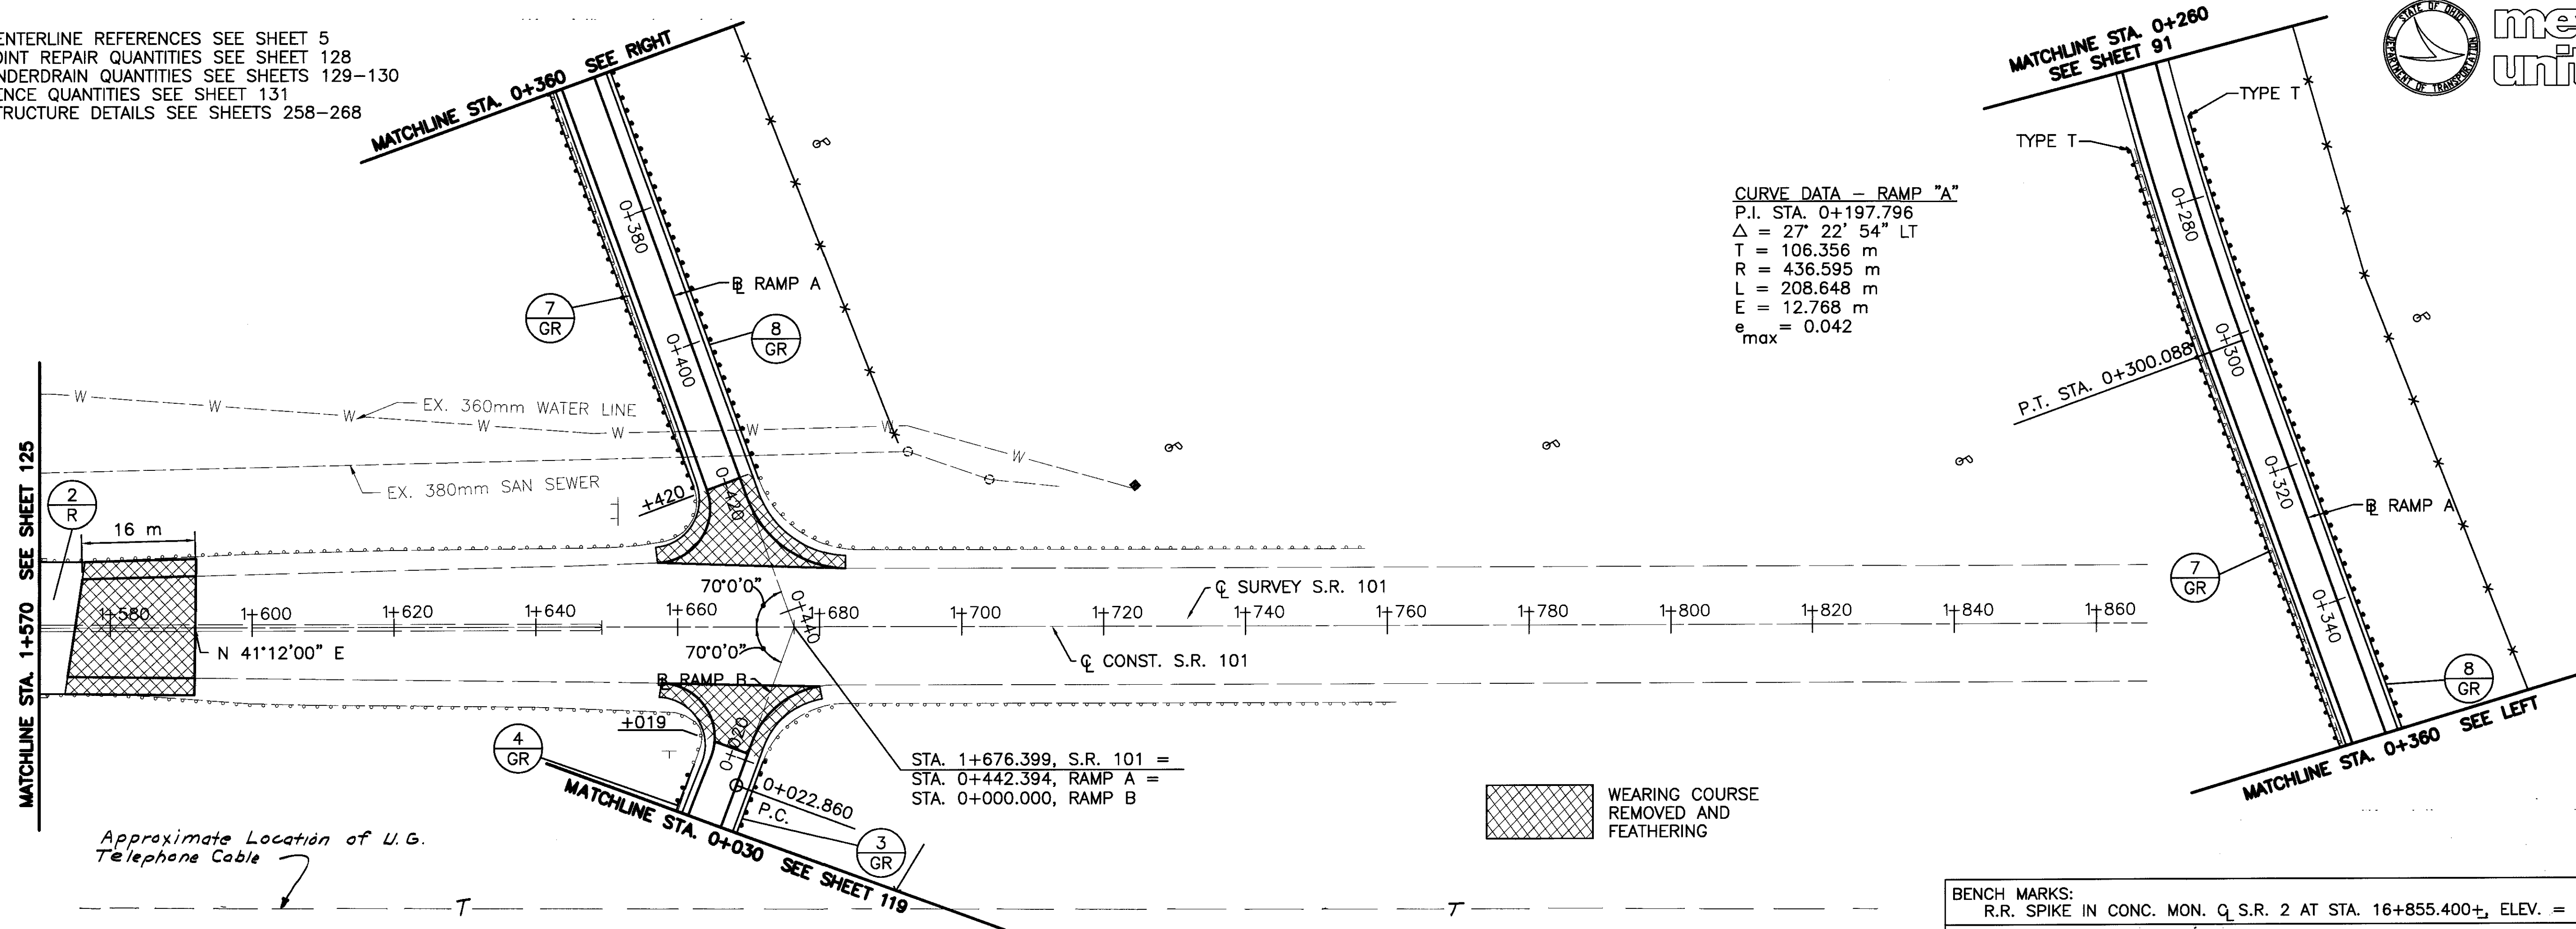 ENTERLINE REFERENCES SEE SHEET 5
OINT REPAIR QUANTITIES SEE SHEET 128
NDERDRAIN QUANTITIES SEE SHEETS 129-130
ENCE QUANTITIES SEE SHEET 131
TRUCTURE DETAILS SEE SHEETS 258-268
MATCHLINE STA. 0+360 SEE RIGHT
0+380
℄ RAMP A
7
GR
8
GR
0+400
W W W W W W W W
EX. 360mm WATER LINE
EX. 380mm SAN SEWER
+420
0+420
MATCHLINE STA. 1+570 SEE SHEET 125
2
R
16 m
70°0'0"
0+440
1+580
1+600
1+620
1+640
1+660
1+680
1+700
1+720
1+740
1+760
1+780
1+800
1+820
1+840
1+860
℄ SURVEY S.R. 101
N 41°12'00" E
70°0'0"
℄ CONST. S.R. 101
B̲L RAMP B
+019
0+020
4
GR
0+022.860
P.C.
3
GR
MATCHLINE STA. 0+030 SEE SHEET 119
STA. 1+676.399, S.R. 101 =
STA. 0+442.394, RAMP A =
STA. 0+000.000, RAMP B
Approximate Location of U.G.
Telephone Cable
T
T
WEARING COURSE
REMOVED AND
FEATHERING
CURVE DATA – RAMP "A"
P.I. STA. 0+197.796
△ = 27° 22' 54" LT
T = 106.356 m
R = 436.595 m
L = 208.648 m
E = 12.768 m
e max = 0.042
MATCHLINE STA. 0+260
SEE SHEET 91
TYPE T
TYPE T
0+280
0+300
P.T. STA. 0+300.088
0+320
BL RAMP A
7
GR
0+340
8
GR
MATCHLINE STA. 0+360 SEE LEFT
STATE OF OHIO
DEPARTMENT OF TRANSPORTATION
BENCH MARKS:
R.R. SPIKE IN CONC. MON. ℄ S.R. 2 AT STA. 16+855.400±, ELEV. =